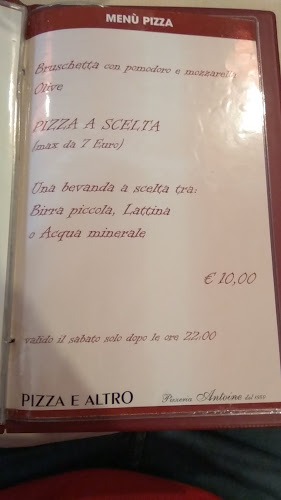 MENÙ PIZZA
Bruschetta con pomodoro e mozzarella
Olive
PIZZA A SCELTA
(max da 7 Euro)
Una bevanda a scelta tra:
Birra piccola, Lattina
o Acqua minerale
€ 10,00
valido il sabato solo dopo le ore 22:00
PIZZA E ALTRO
Pizzeria Antoine dal